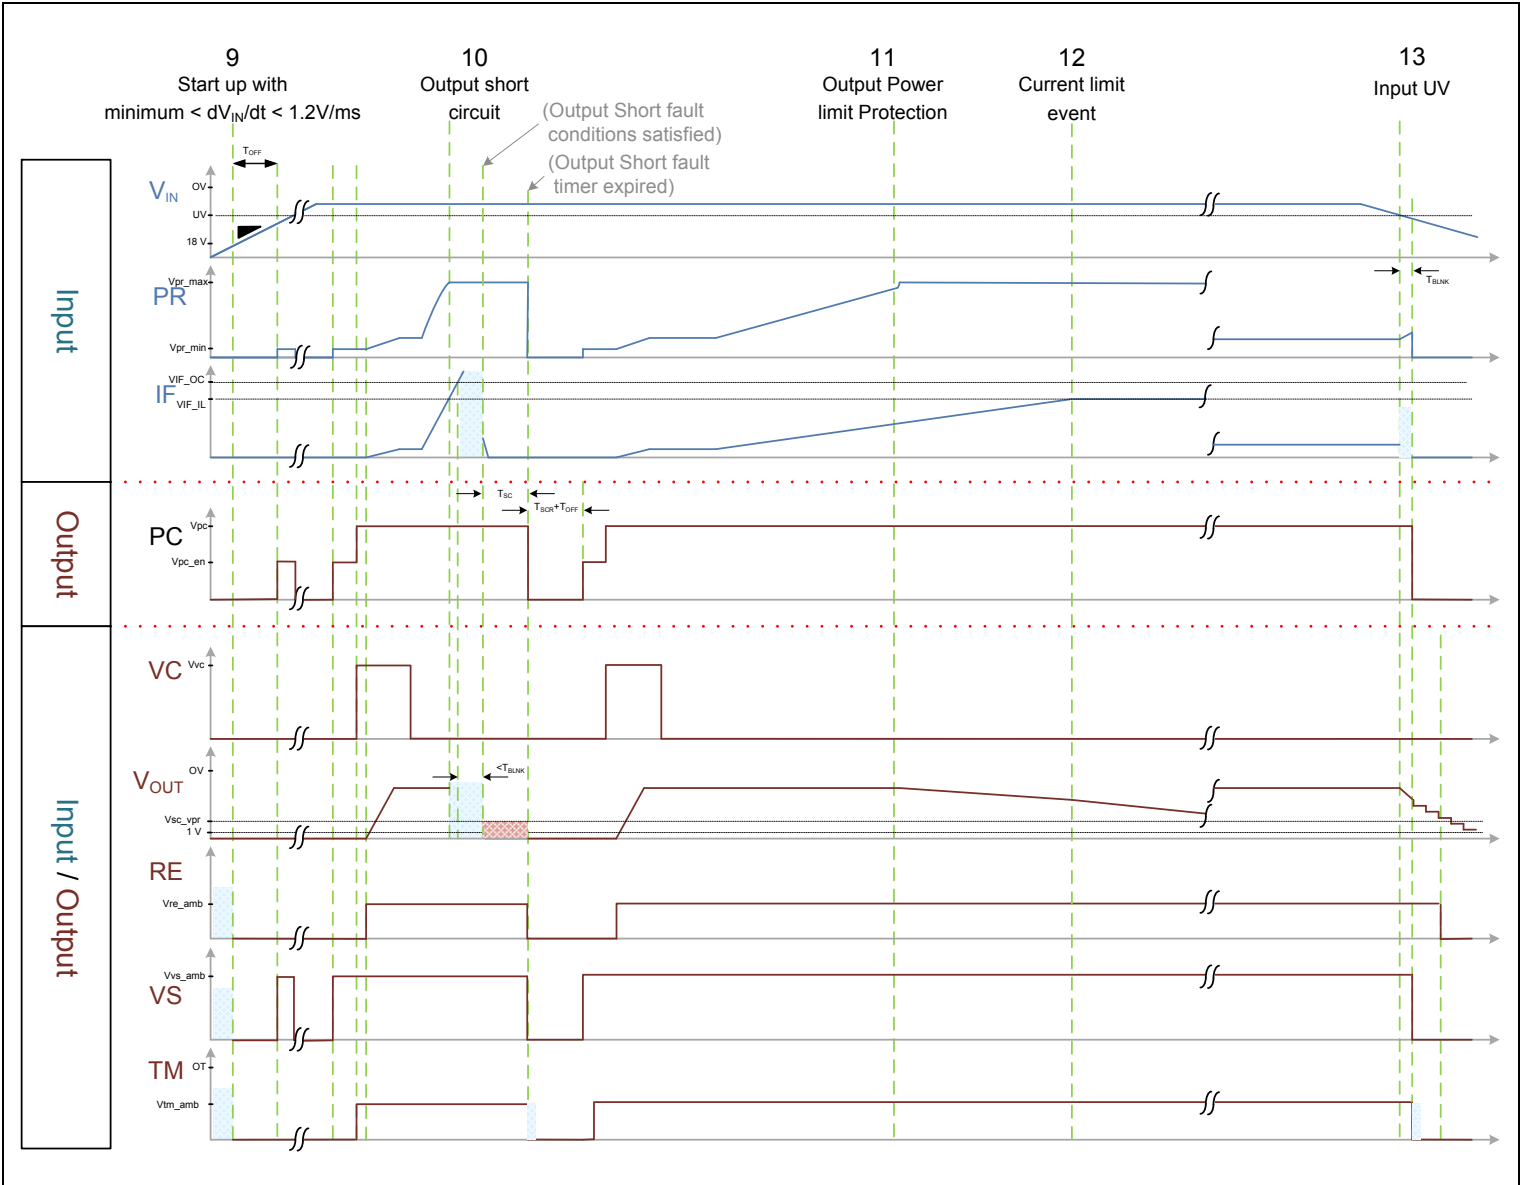 9
Start up with
minimum < dVIN/dt < 1.2V/ms
10
Output short
circuit
(Output Short fault
conditions satisfied)
(Output Short fault
timer expired)
11
Output Power
limit Protection
12
Current limit
event
13
Input UV
Input
TOFF
VIN
OV
UV
18 V
PR
Vpr_max
Vpr_min
TBLNK
IF
VIF_OC
VIF_IL
Output
TSC
TSCR+TOFF
PC
Vpc
Vpc_en
Input / Output
VC
Vvc
VOUT
OV
<TBLNK
Vsc_vpr
1 V
RE
Vre_amb
VS
Vvs_amb
TM
OT
Vtm_amb